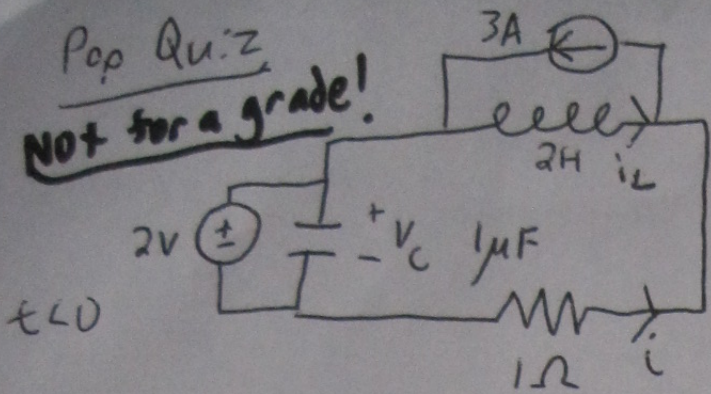 Pop Quiz
Not for a grade!
3A
2H iL
2V + - + Vc - 1μF
t<0
1Ω i